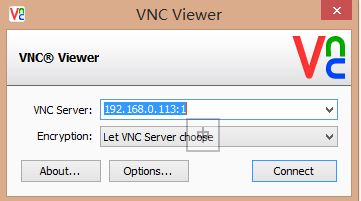 VNC Viewer
VNC® Viewer
VNC
VNC Server: 192.168.0.113:1
Encryption: Let VNC Server choose
About... Options... Connect